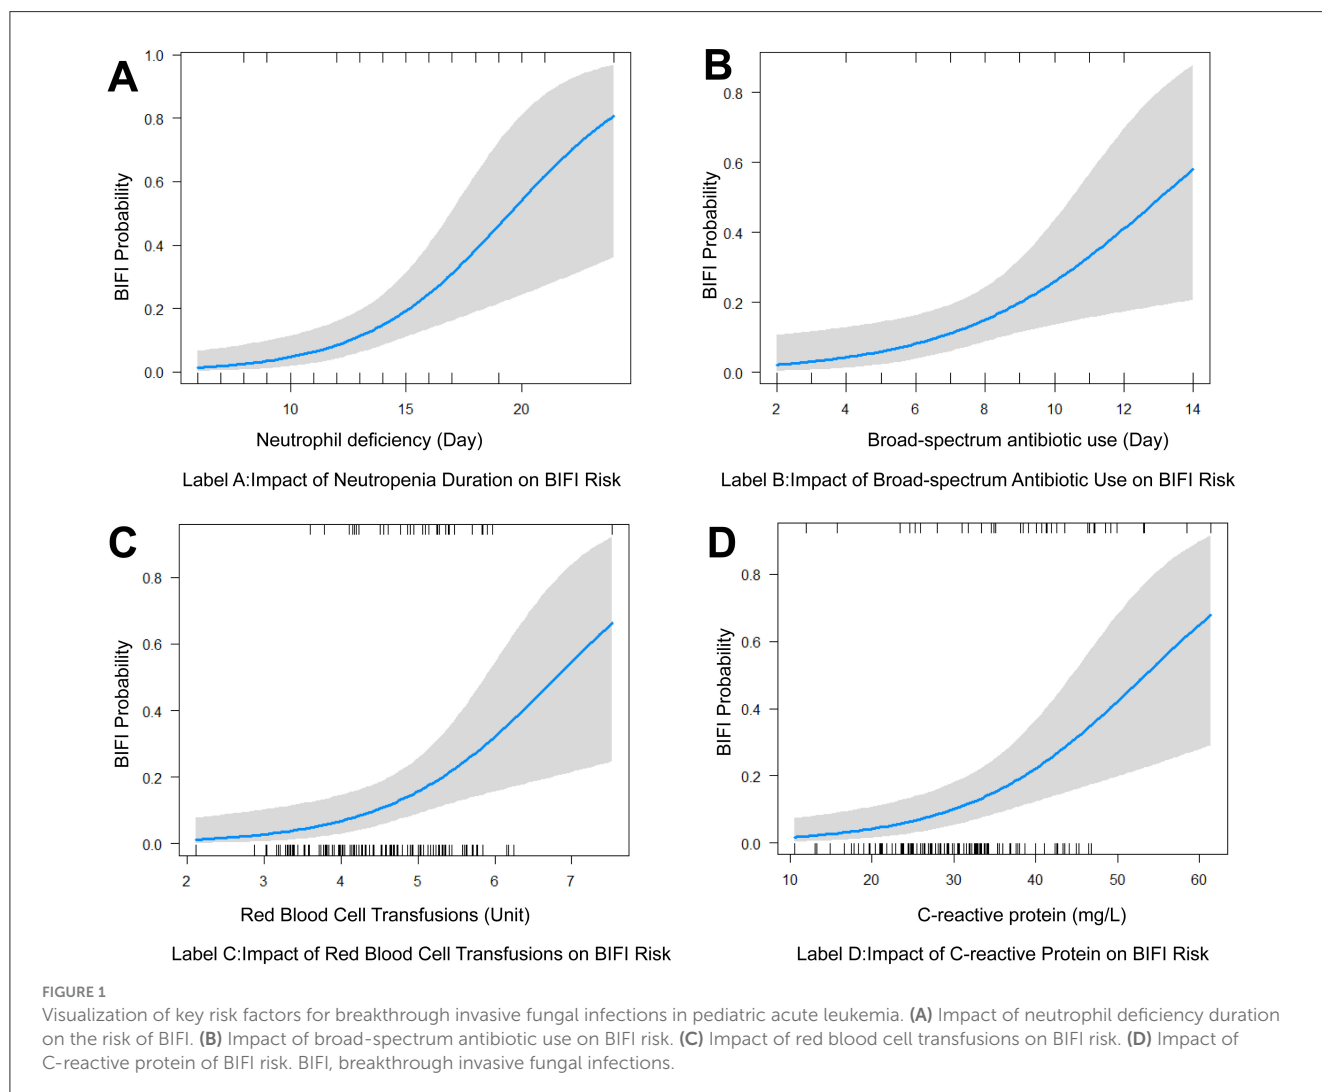 A
BIFI Probability
1.0
0.8
0.6
0.4
0.2
0.0
10 15 20
Neutrophil deficiency (Day)
Label A:Impact of Neutropenia Duration on BIFI Risk
B
BIFI Probability
0.8
0.6
0.4
0.2
0.0
2 4 6 8 10 12 14
Broad-spectrum antibiotic use (Day)
Label B:Impact of Broad-spectrum Antibiotic Use on BIFI Risk
C
BIFI Probability
0.8
0.6
0.4
0.2
0.0
2 3 4 5 6 7
Red Blood Cell Transfusions (Unit)
Label C:Impact of Red Blood Cell Transfusions on BIFI Risk
D
BIFI Probability
0.8
0.6
0.4
0.2
0.0
10 20 30 40 50 60
C-reactive protein (mg/L)
Label D:Impact of C-reactive Protein on BIFI Risk
FIGURE 1
Visualization of key risk factors for breakthrough invasive fungal infections in pediatric acute leukemia. (A) Impact of neutrophil deficiency duration
on the risk of BIFI. (B) Impact of broad-spectrum antibiotic use on BIFI risk. (C) Impact of red blood cell transfusions on BIFI risk. (D) Impact of
C-reactive protein of BIFI risk. BIFI, breakthrough invasive fungal infections.